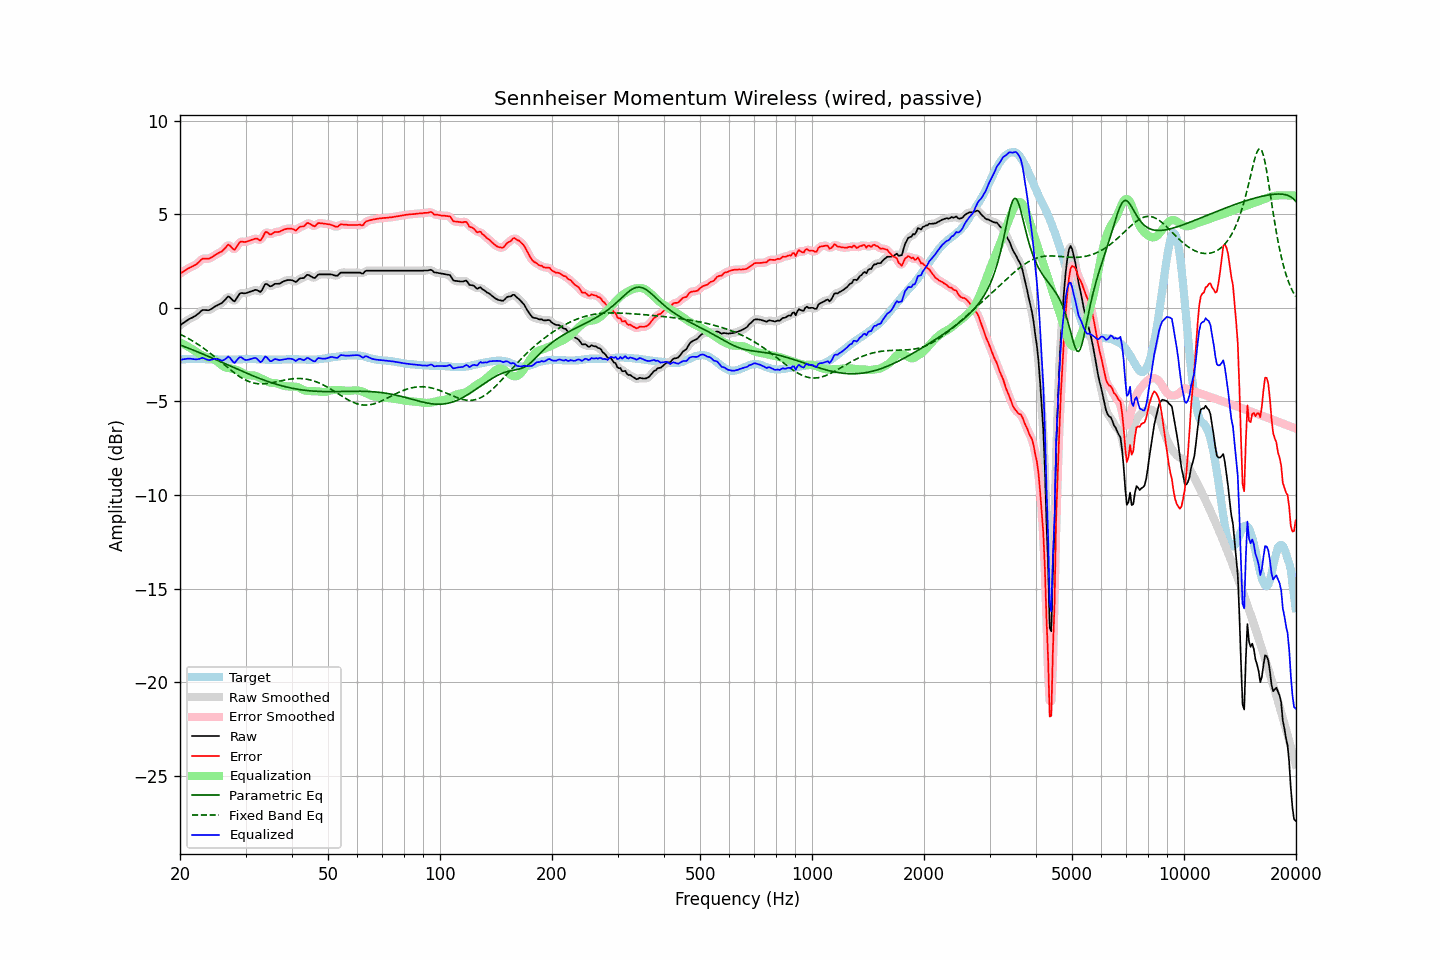 Sennheiser Momentum Wireless (wired, passive)
10
5
0
−5
−10
−15
−20
−25
Amplitude (dBr)
Target
Raw Smoothed
Error Smoothed
Raw
Error
Equalization
Parametric Eq
Fixed Band Eq
Equalized
20 50 100 200 500 1000 2000 5000 10000 20000
Frequency (Hz)